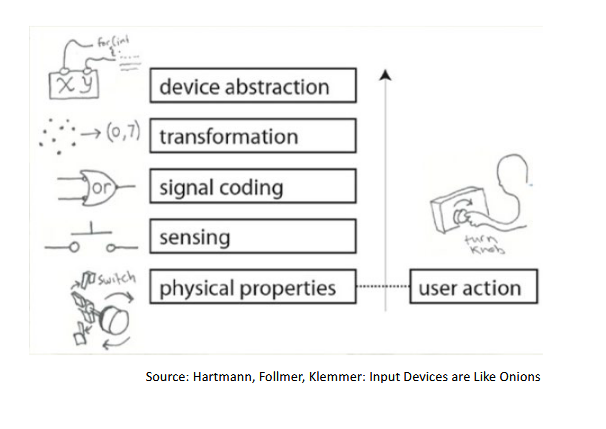 for (int
i
X Y
device abstraction
→ (0,7)
transformation
or
signal coding
sensing
turn
knob
switch
physical properties
user action
Source: Hartmann, Follmer, Klemmer: Input Devices are Like Onions